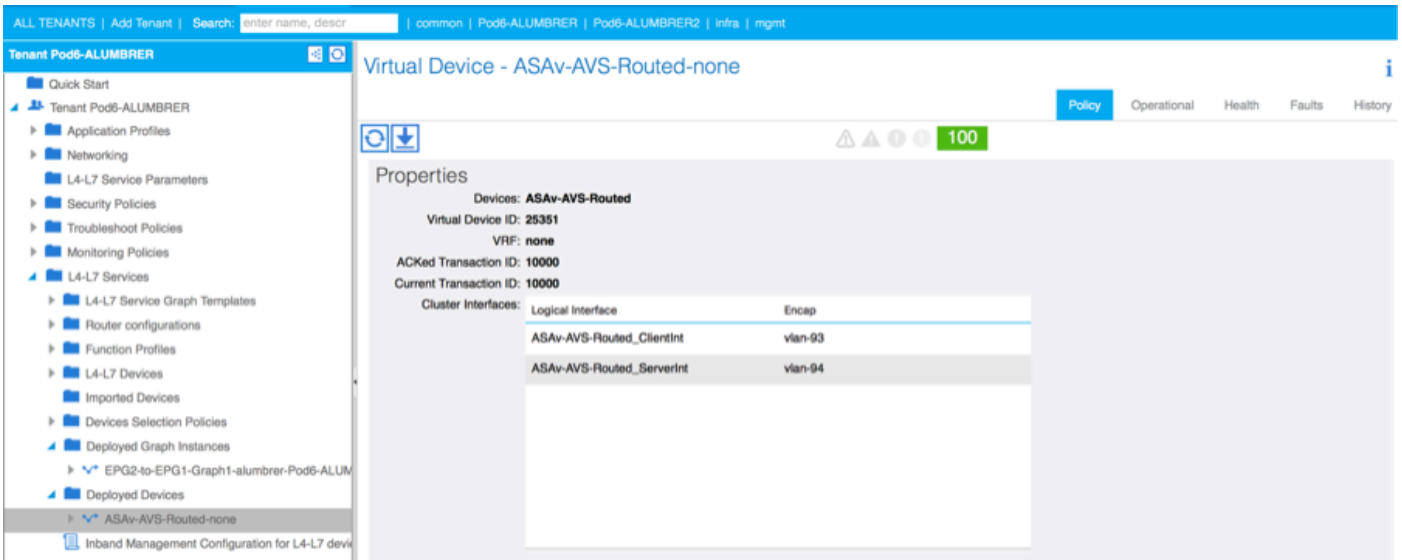 ALL TENANTS | Add Tenant | Search: enter name, descr | common | Pod6-ALUMBRER | Pod6-ALUMBRER2 | infra | mgmt
Tenant Pod6-ALUMBRER
Quick Start
Tenant Pod6-ALUMBRER
Application Profiles
Networking
L4-L7 Service Parameters
Security Policies
Troubleshoot Policies
Monitoring Policies
L4-L7 Services
L4-L7 Service Graph Templates
Router configurations
Function Profiles
L4-L7 Devices
Imported Devices
Devices Selection Policies
Deployed Graph Instances
EPG2-to-EPG1-Graph1-alumbrer-Pod6-ALUM
Deployed Devices
ASAv-AVS-Routed-none
Inband Management Configuration for L4-L7 devi
Virtual Device - ASAv-AVS-Routed-none
i
Policy Operational Health Faults History
100
Properties
Devices: ASAv-AVS-Routed
Virtual Device ID: 25351
VRF: none
ACKed Transaction ID: 10000
Current Transaction ID: 10000
Cluster Interfaces:
Logical Interface Encap
ASAv-AVS-Routed_ClientInt vlan-93
ASAv-AVS-Routed_ServerInt vlan-94